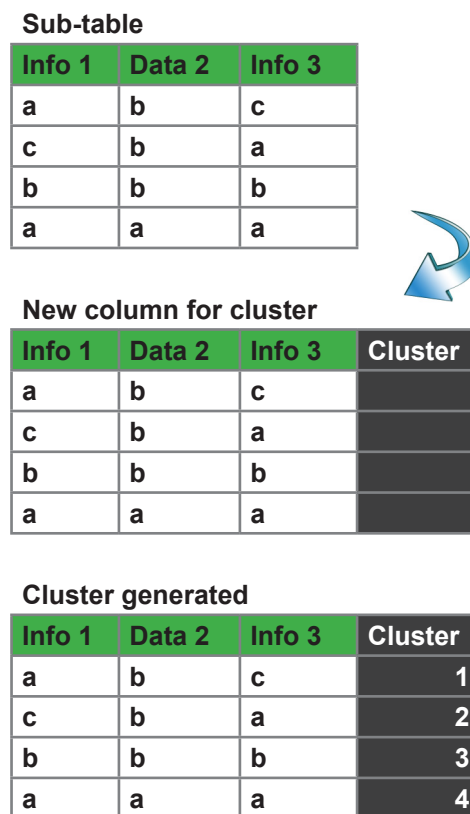 Sub-table
Info 1 Data 2 Info 3
a b c
c b a
b b b
a a a
New column for cluster
Info 1 Data 2 Info 3 Cluster
a b c
c b a
b b b
a a a
Cluster generated
Info 1 Data 2 Info 3 Cluster
a b c 1
c b a 2
b b b 3
a a a 4